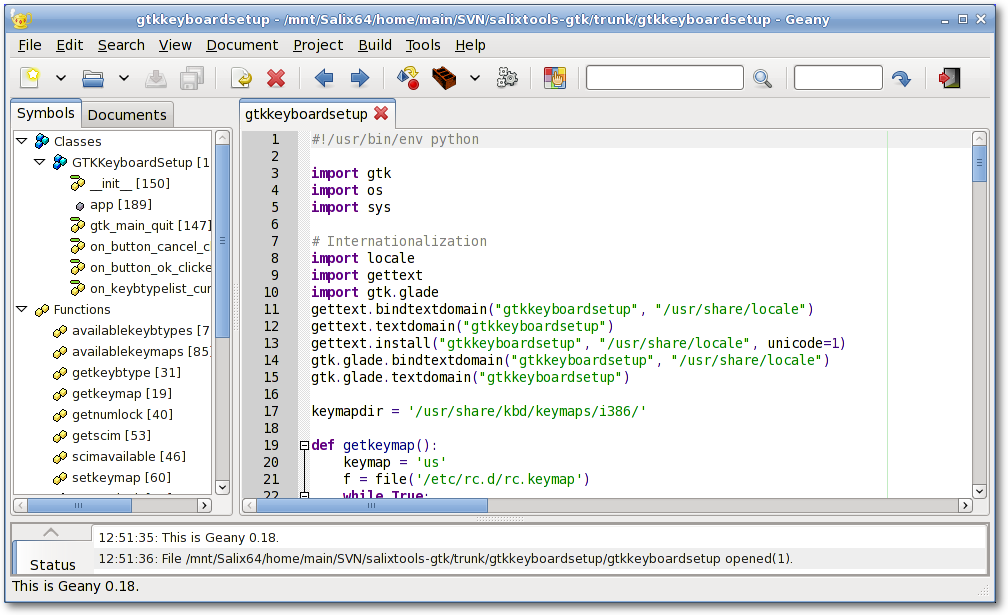 gtkkeyboardsetup - /mnt/Salix64/home/main/SVN/salixtools-gtk/trunk/gtkkeyboardsetup - Geany
File Edit Search View Document Project Build Tools Help
Symbols Documents
Classes
GTKKeyboardSetup [1
__init__ [150]
app [189]
gtk_main_quit [147]
on_button_cancel_c
on_button_ok_clicke
on_keybtypelist_cur
Functions
availablekeybtypes [7
availablekeymaps [85]
getkeybtype [31]
getkeymap [19]
getnumlock [40]
getscim [53]
scimavailable [46]
setkeymap [60]
gtkkeyboardsetup
1 #!/usr/bin/env python
2
3 import gtk
4 import os
5 import sys
6
7 # Internationalization
8 import locale
9 import gettext
10 import gtk.glade
11 gettext.bindtextdomain("gtkkeyboardsetup", "/usr/share/locale")
12 gettext.textdomain("gtkkeyboardsetup")
13 gettext.install("gtkkeyboardsetup", "/usr/share/locale", unicode=1)
14 gtk.glade.bindtextdomain("gtkkeyboardsetup", "/usr/share/locale")
15 gtk.glade.textdomain("gtkkeyboardsetup")
16
17 keymapdir = '/usr/share/kbd/keymaps/i386/'
18
19 def getkeymap():
20 keymap = 'us'
21 f = file('/etc/rc.d/rc.keymap')
22 while True:
Status
12:51:35: This is Geany 0.18.
12:51:36: File /mnt/Salix64/home/main/SVN/salixtools-gtk/trunk/gtkkeyboardsetup/gtkkeyboardsetup opened(1).
This is Geany 0.18.